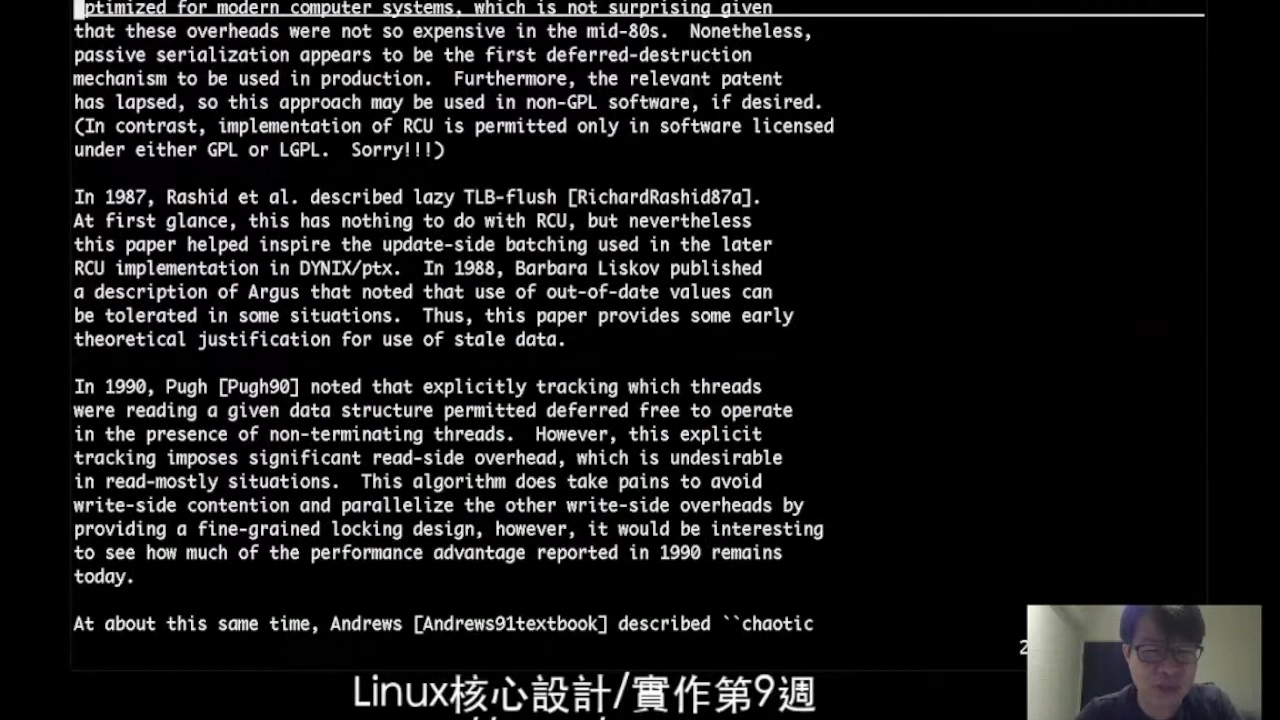 ptimized for modern computer systems, which is not surprising given
that these overheads were not so expensive in the mid-80s.  Nonetheless,
passive serialization appears to be the first deferred-destruction
mechanism to be used in production.  Furthermore, the relevant patent
has lapsed, so this approach may be used in non-GPL software, if desired.
(In contrast, implementation of RCU is permitted only in software licensed
under either GPL or LGPL.  Sorry!!!)
In 1987, Rashid et al. described lazy TLB-flush [RichardRashid87a].
At first glance, this has nothing to do with RCU, but nevertheless
this paper helped inspire the update-side batching used in the later
RCU implementation in DYNIX/ptx.  In 1988, Barbara Liskov published
a description of Argus that noted that use of out-of-date values can
be tolerated in some situations.  Thus, this paper provides some early
theoretical justification for use of stale data.
In 1990, Pugh [Pugh90] noted that explicitly tracking which threads
were reading a given data structure permitted deferred free to operate
in the presence of non-terminating threads.  However, this explicit
tracking imposes significant read-side overhead, which is undesirable
in read-mostly situations.  This algorithm does take pains to avoid
write-side contention and parallelize the other write-side overheads by
providing a fine-grained locking design, however, it would be interesting
to see how much of the performance advantage reported in 1990 remains
today.
At about this same time, Andrews [Andrews91textbook] described ``chaotic
Linux核心設計/實作第9週